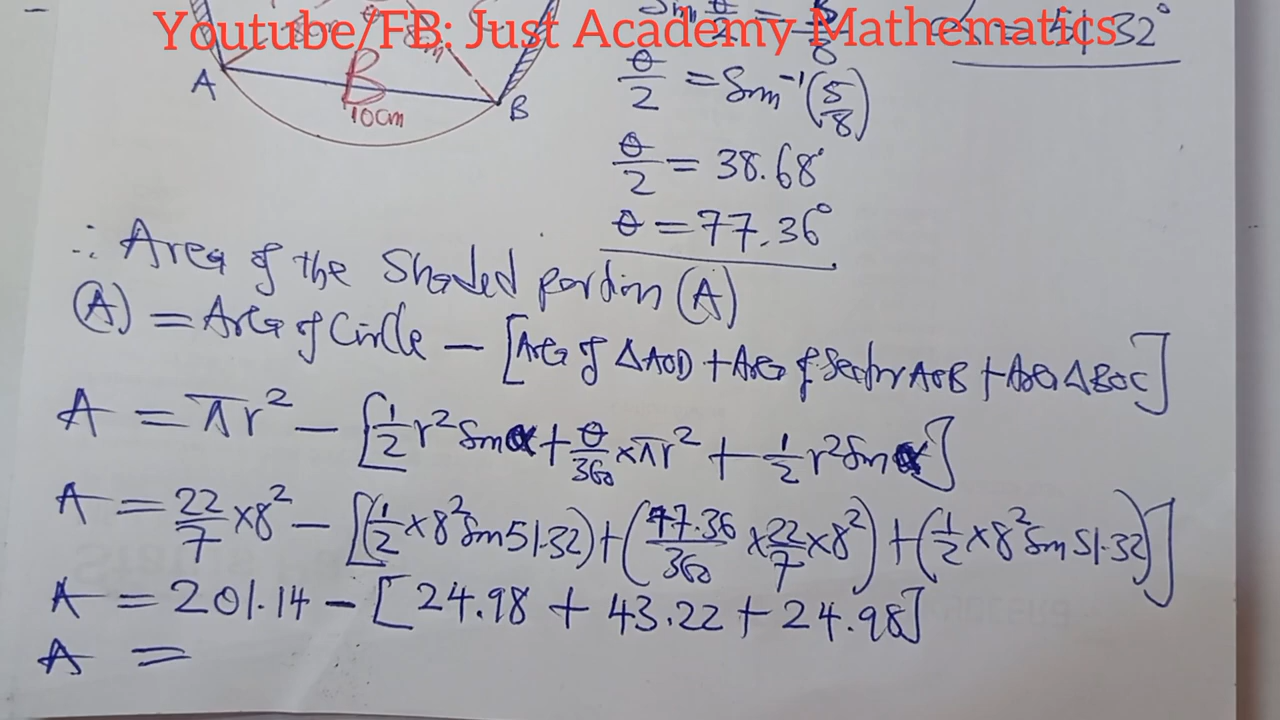 Youtube/FB: Just Academy Mathematics
A
B
10cm
θ/2 = Sin⁻¹(5/8)
θ/2 = 38.68°
θ = 77.36°
∴ Area of the Shaded portion (A)
(A) = Area of Circle – [Area of ΔAOD + Area of Sector AOB + Area ΔBOC]
A = πr² – [1/2 r² Sin α + θ/360 × πr² + 1/2 r² Sin α]
A = 22/7 × 8² – [(1/2 × 8² Sin 51.32) + (77.36/360 × 22/7 × 8²) + (1/2 × 8² Sin 51.32)]
A = 201.14 – [24.98 + 43.22 + 24.98]
A =